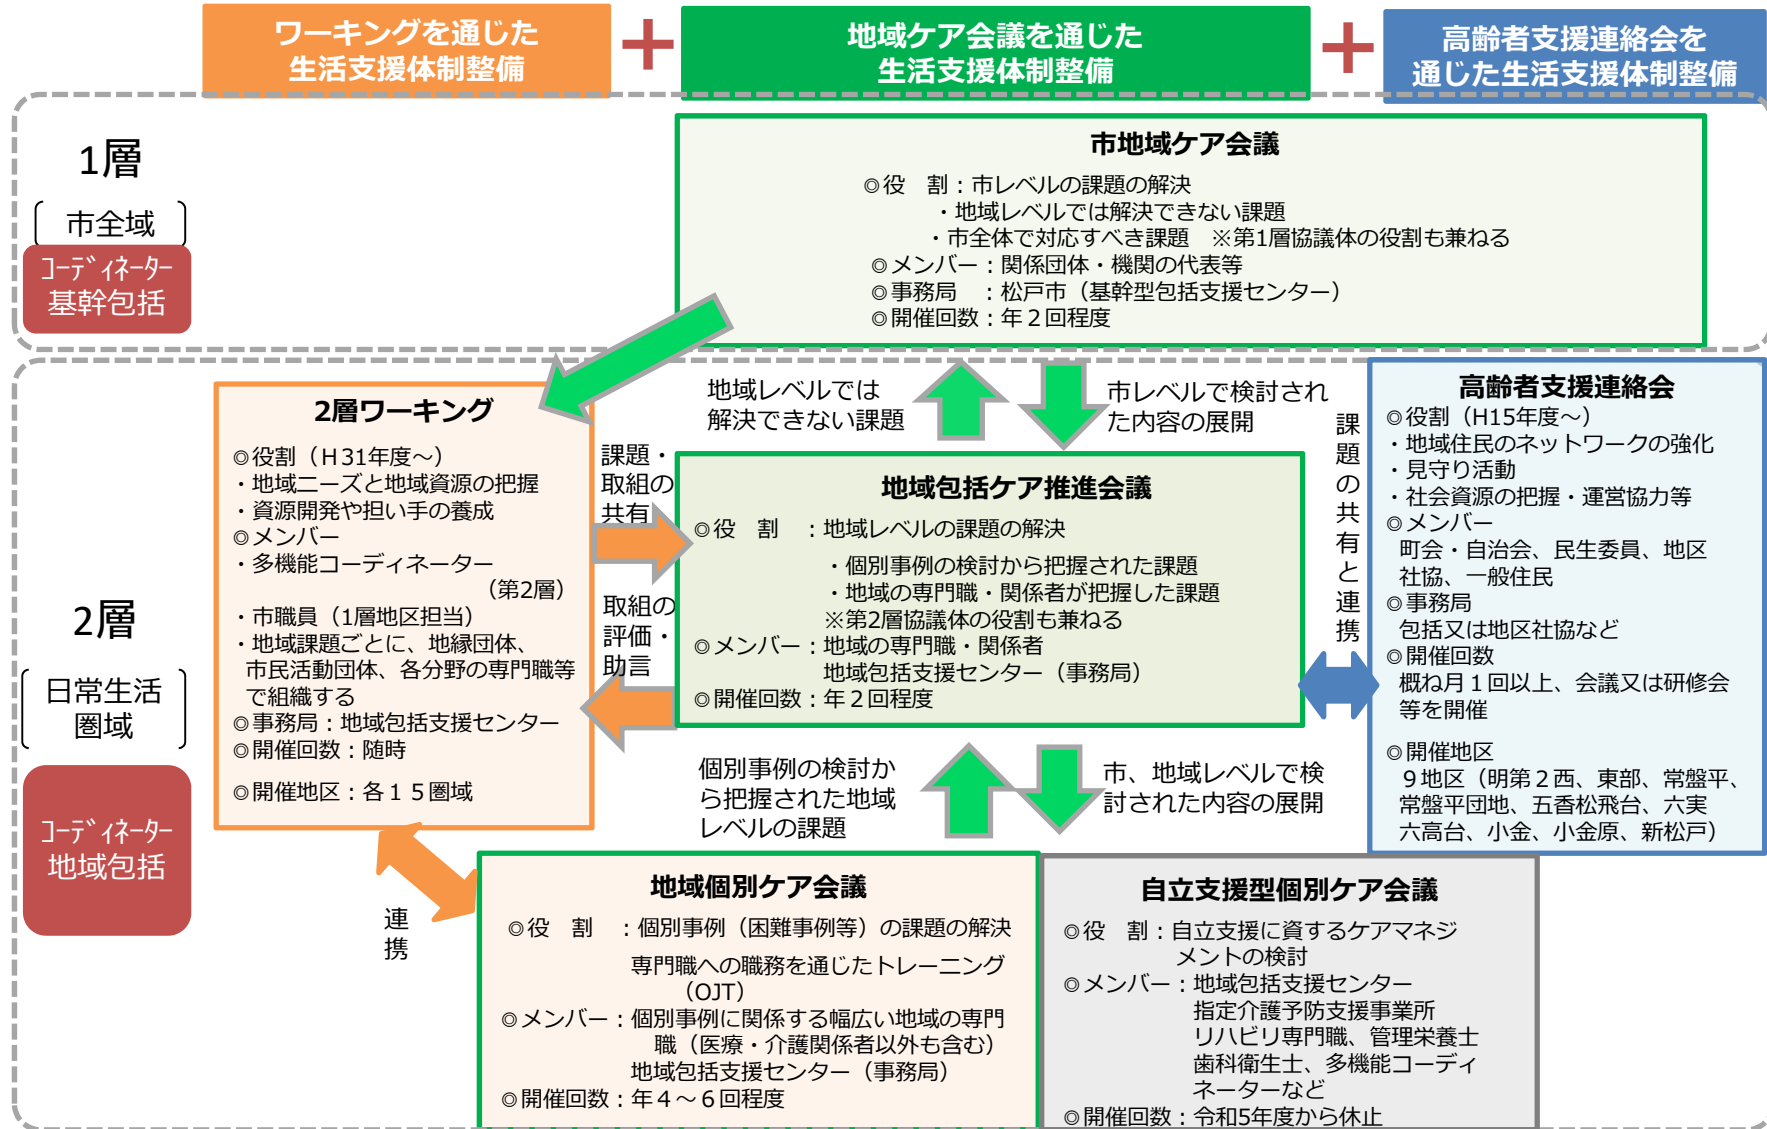 ワーキングを通じた
生活支援体制整備
＋
地域ケア会議を通じた
生活支援体制整備
＋
高齢者支援連絡会を
通じた生活支援体制整備
1層
市全域
ｺｰﾃﾞｨﾈｰﾀｰ
基幹包括
市地域ケア会議
◎役　割：市レベルの課題の解決
・地域レベルでは解決できない課題
・市全体で対応すべき課題　※第1層協議体の役割も兼ねる
◎メンバー：関係団体・機関の代表等
◎事務局　：松戸市（基幹型包括支援センター）
◎開催回数：年２回程度
2層
日常生活
圏域
ｺｰﾃﾞｨﾈｰﾀｰ
地域包括
2層ワーキング
◎役割（Ｈ31年度～）
・地域ニーズと地域資源の把握
・資源開発や担い手の養成
◎メンバー
・多機能コーディネーター
（第2層）
・市職員（1層地区担当）
・地域課題ごとに、地縁団体、
市民活動団体、各分野の専門職等
で組織する
◎事務局：地域包括支援センター
◎開催回数：随時
◎開催地区：各１５圏域
課題・
取組の
共有
取組の
評価・
助言
地域レベルでは
解決できない課題
市レベルで検討され
た内容の展開
地域包括ケア推進会議
◎役　割　：地域レベルの課題の解決
・個別事例の検討から把握された課題
・地域の専門職・関係者が把握した課題
※第2層協議体の役割も兼ねる
◎メンバー：地域の専門職・関係者
地域包括支援センター（事務局）
◎開催回数：年２回程度
課題の共有と連携
高齢者支援連絡会
◎役割（H15年度～）
・地域住民のネットワークの強化
・見守り活動
・社会資源の把握・運営協力等
◎メンバー
町会・自治会、民生委員、地区
社協、一般住民
◎事務局
包括又は地区社協など
◎開催回数
概ね月１回以上、会議又は研修会
等を開催
◎開催地区
９地区（明第２西、東部、常盤平、
常盤平団地、五香松飛台、六実
六高台、小金、小金原、新松戸）
個別事例の検討か
ら把握された地域
レベルの課題
市、地域レベルで検
討された内容の展開
連携
地域個別ケア会議
◎役　割　：個別事例（困難事例等）の課題の解決
専門職への職務を通じたトレーニング
（OJT）
◎メンバー：個別事例に関係する幅広い地域の専門
職（医療・介護関係者以外も含む）
地域包括支援センター（事務局）
◎開催回数：年４～６回程度
自立支援型個別ケア会議
◎役　割：自立支援に資するケアマネジ
メントの検討
◎メンバー：地域包括支援センター
指定介護予防支援事業所
リハビリ専門職、管理栄養士
歯科衛生士、多機能コーディ
ネーターなど
◎開催回数：令和5年度から休止